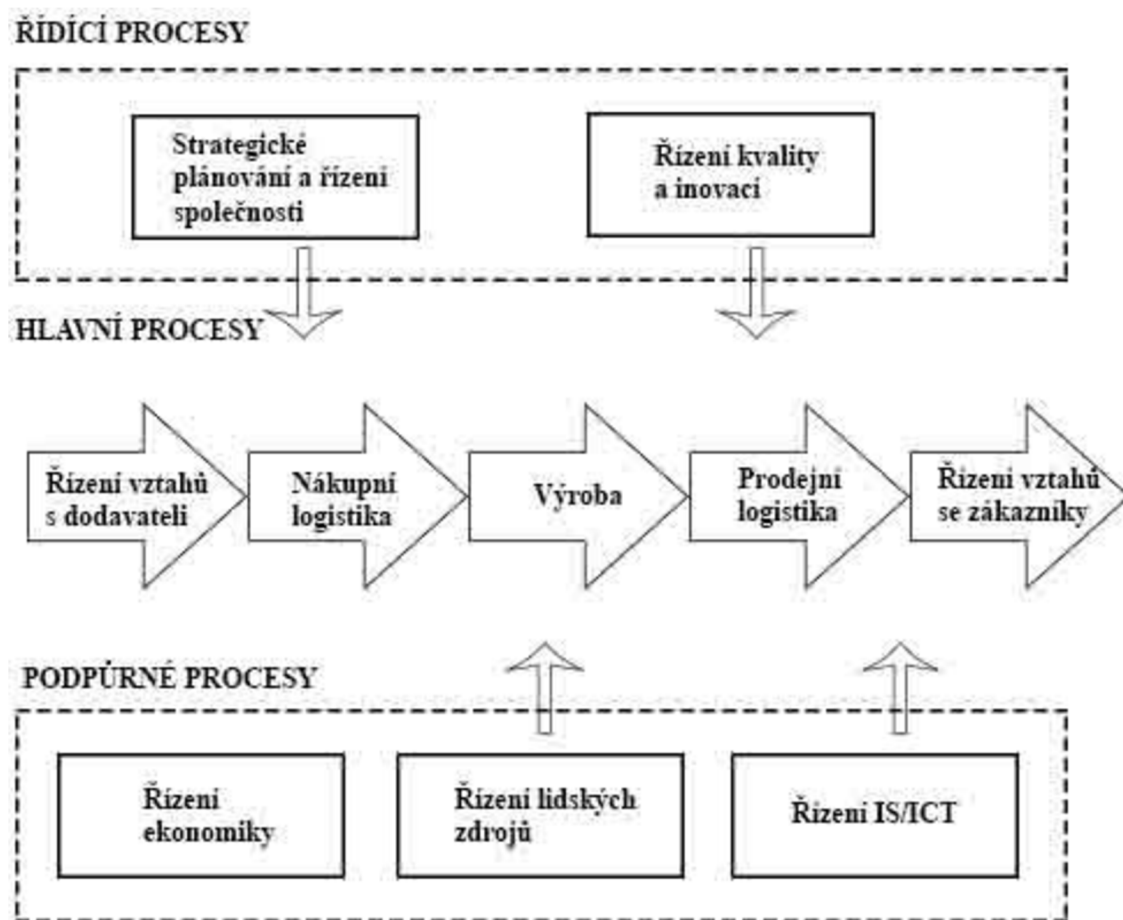 ŘÍDÍCÍ PROCESY
Strategické
plánování a řízení
společnosti
Řízení kvality
a inovací
HLAVNÍ PROCESY
Řízení vztahů
s dodavateli
Nákupní
logistika
Výroba
Prodejní
logistika
Řízení vztahů
se zákazníky
PODPŮRNÉ PROCESY
Řízení
ekonomiky
Řízení lidských
zdrojů
Řízení IS/ICT